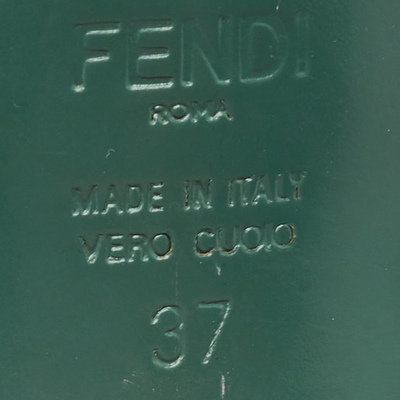 FENDI
ROMA
MADE IN ITALY
VERO CUOIO
37